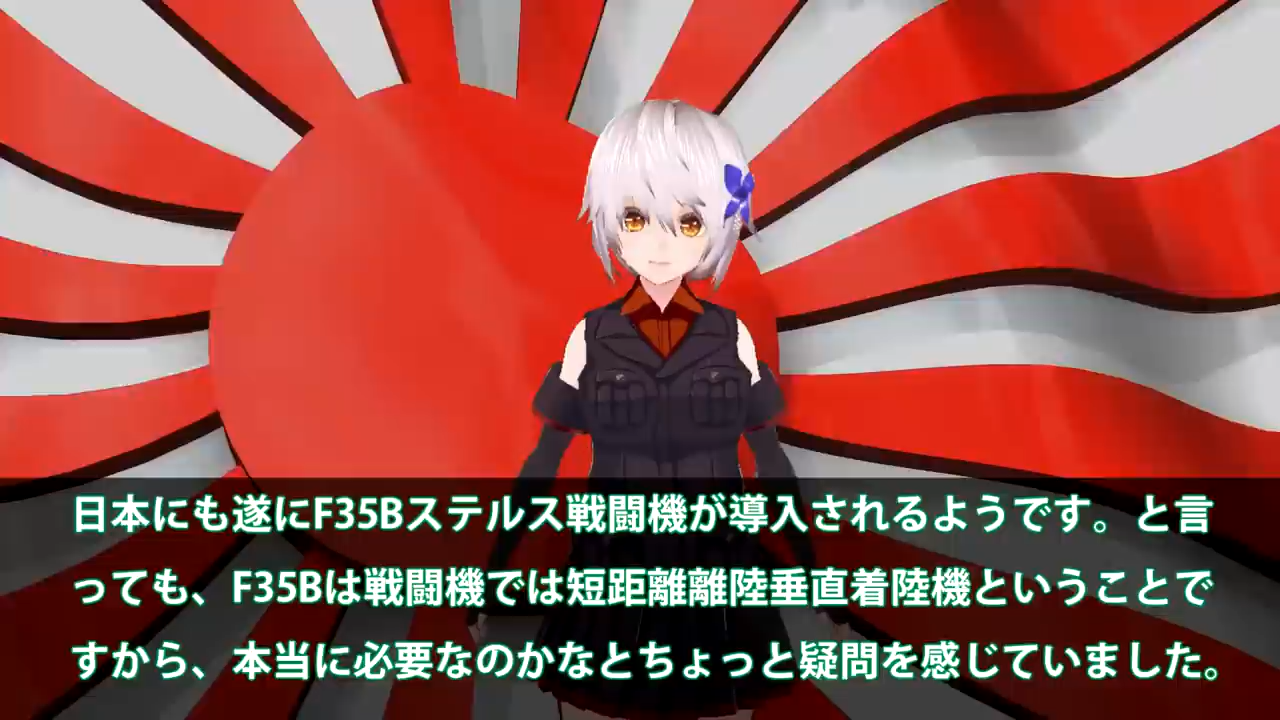 日本にも遂にF35Bステルス戦闘機が導入されるようです。と言
っても、F35Bは戦闘機では短距離離陸垂直着陸機ということで
すから、本当に必要なのかなとちょっと疑問を感じていました。